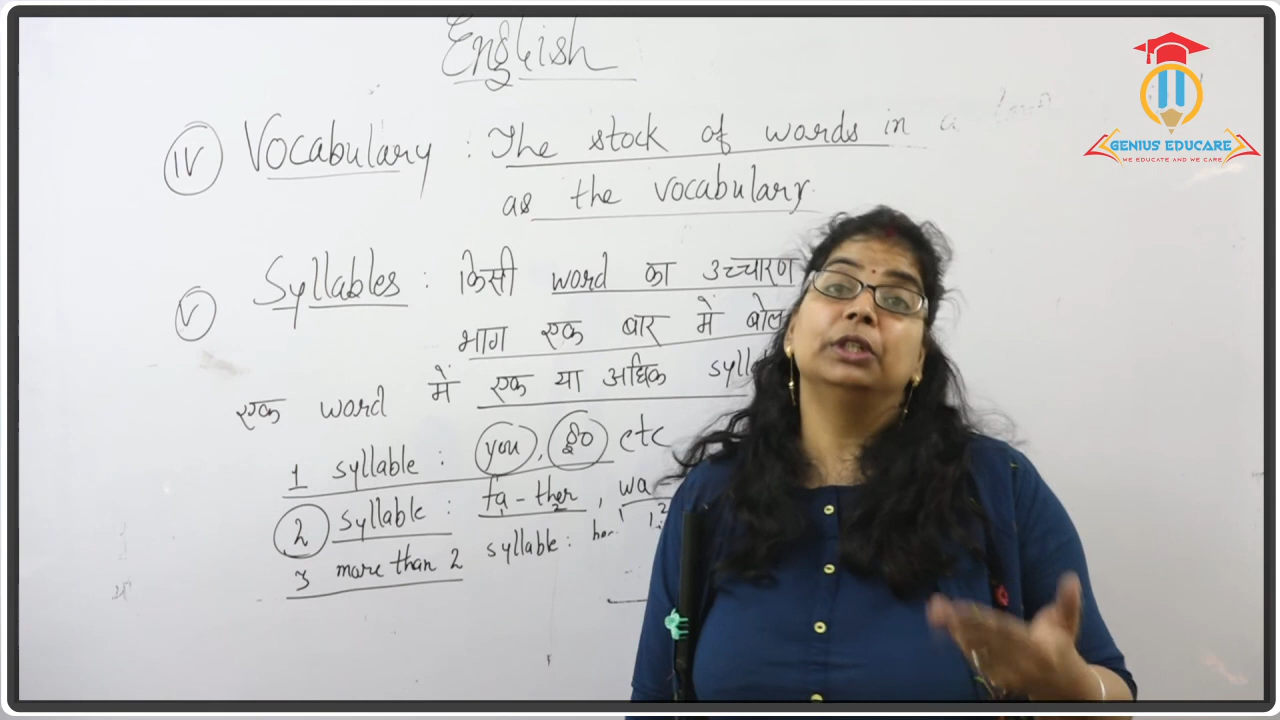 English
GENIUS EDUCARE
WE EDUCATE AND WE CARE
IV Vocabulary : The stock of words in a
as the vocabulary.
V Syllables : किसी word का उच्चारण
भाग एक बार में बोल
एक word में एक या अधिक sylla
1 syllable : you, go etc
2 syllable : fa - ther , wa -
3 more than 2 syllable :